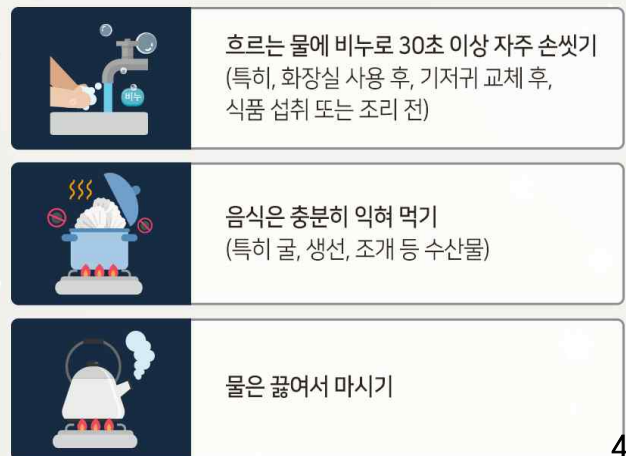 흐르는 물에 비누로 30초 이상 자주 손씻기
(특히, 화장실 사용 후, 기저귀 교체 후,
식품 섭취 또는 조리 전)
비누
음식은 충분히 익혀 먹기
(특히 굴, 생선, 조개 등 수산물)
물은 끓여서 마시기
4